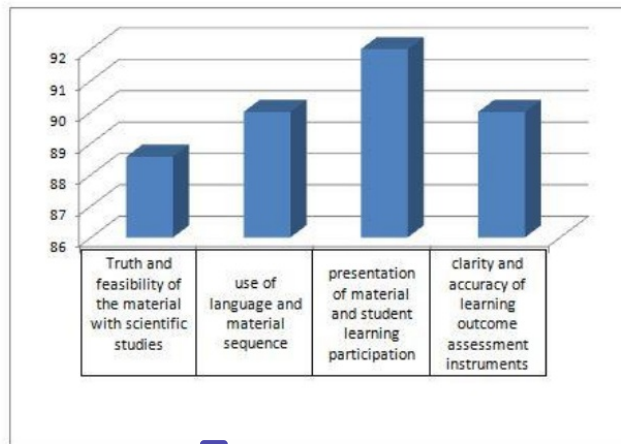 92
91
90
89
88
87
86
Truth and
feasibility of
the material
with scientific
studies
use of
language and
material
sequence
presentation
of material
and student
learning
participation
clarity and
accuracy of
learning
outcome
assessment
instruments